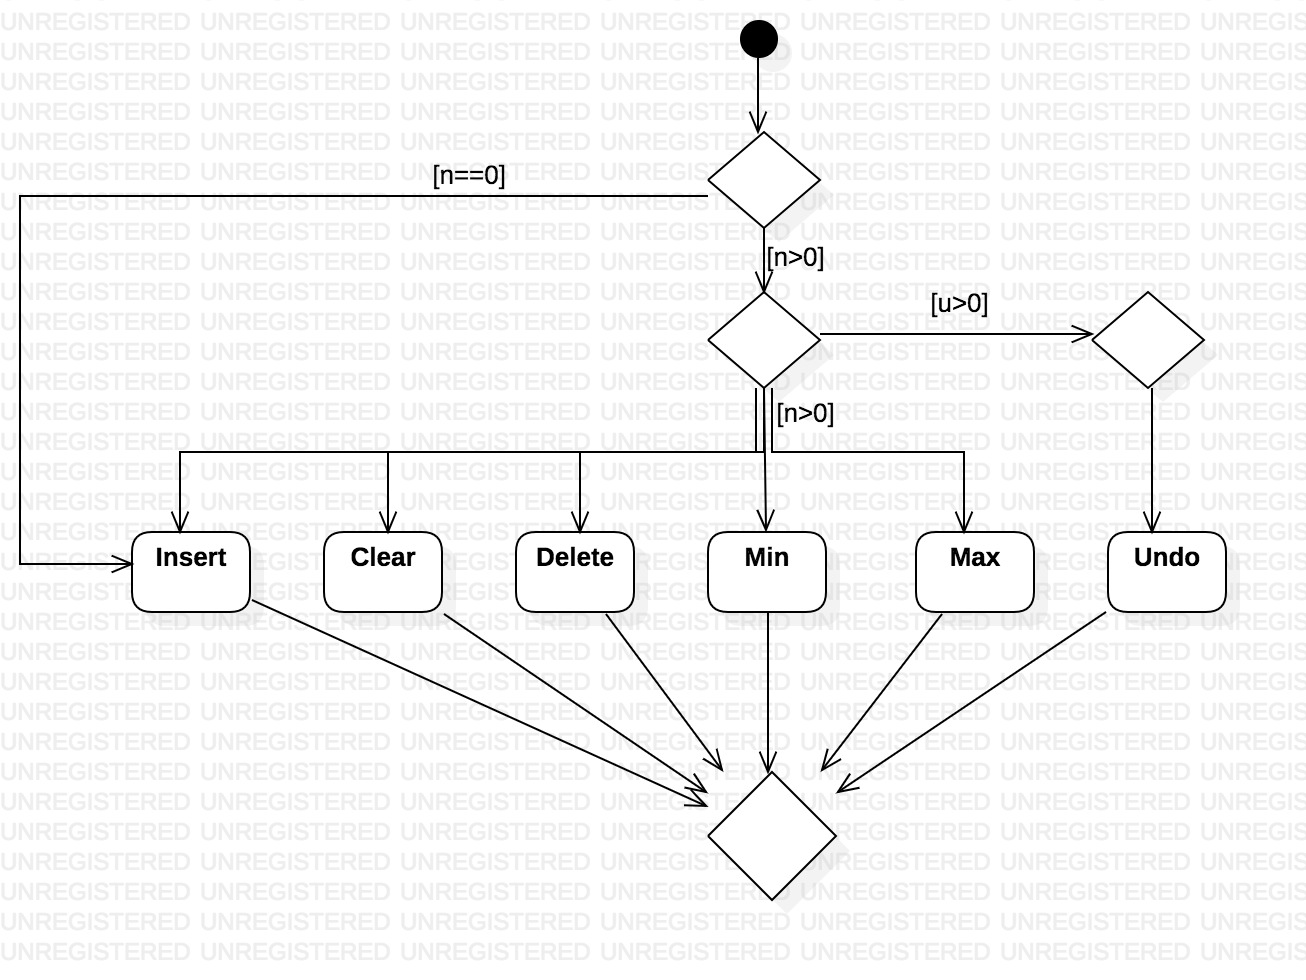 [n==0]
[n>0]
[u>0]
[n>0]
Insert Clear Delete Min Max Undo
UNREGISTERED UNREGISTERED UNREGISTERED UNREGISTERED UNREGISTERED UNREGISTERED UNREGIS